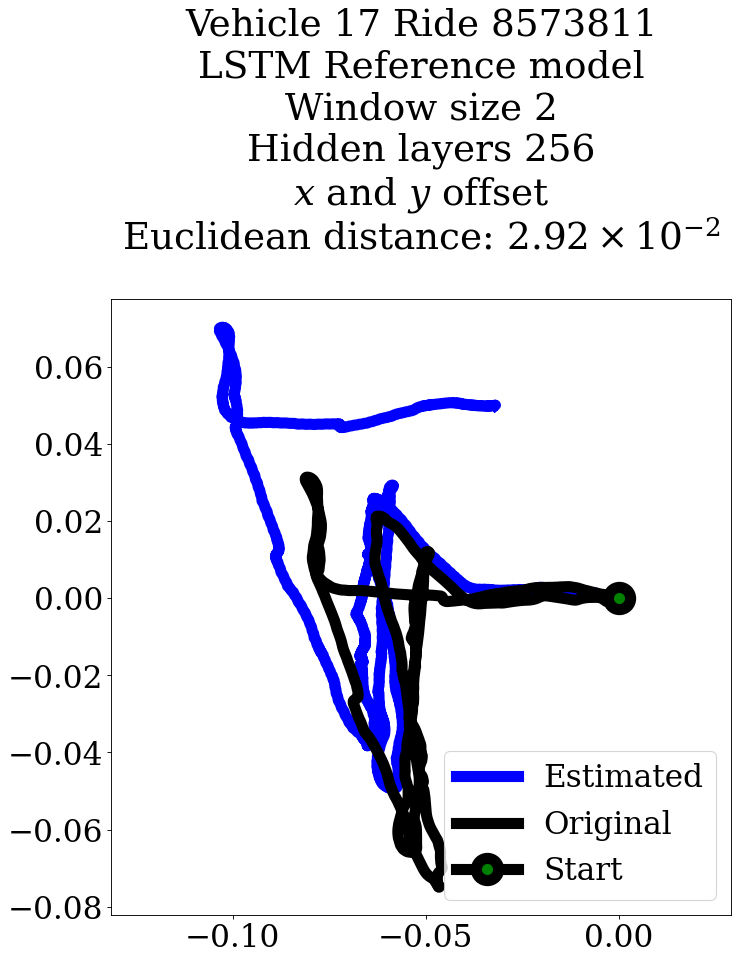 Vehicle 17 Ride 8573811
LSTM Reference model
Window size 2
Hidden layers 256
x and y offset
Euclidean distance: 2.92 × 10⁻²
0.06
0.04
0.02
0.00
−0.02
−0.04
−0.06
−0.08
−0.10
−0.05
0.00
Estimated
Original
Start